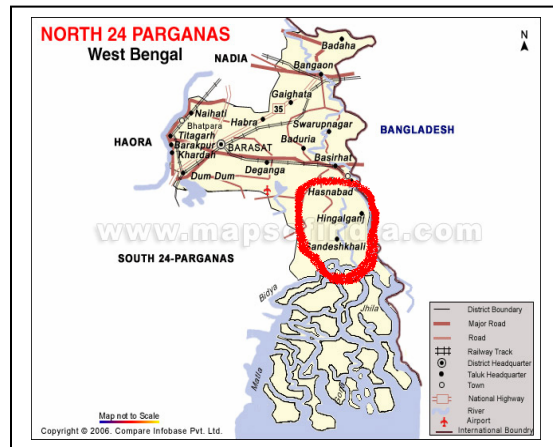 NORTH 24 PARGANAS
West Bengal
N
NADIA
Badaha
Bangaon
Gaighata
35
Naihati
Habra
Bhatpara
Swarupnagar
Titagarh
HAORA
BANGLADESH
Barakpur
BARASAT
Baduria
Khardah
Basirhat
Deganga
Dum-Dum
Hasnabad
Hingalganj
www.mapsofindia.com
Sandeshkhali
SOUTH 24-PARGANAS
Bidya
Jhila
Matla
Gona
District Boundary
Major Road
Road
Railway Track
District Headquarter
Taluk Headquarter
Town
National Highway
River
Airport
International Boundry
Map not to Scale
Copyright © 2006. Compare Infobase Pvt. Ltd.